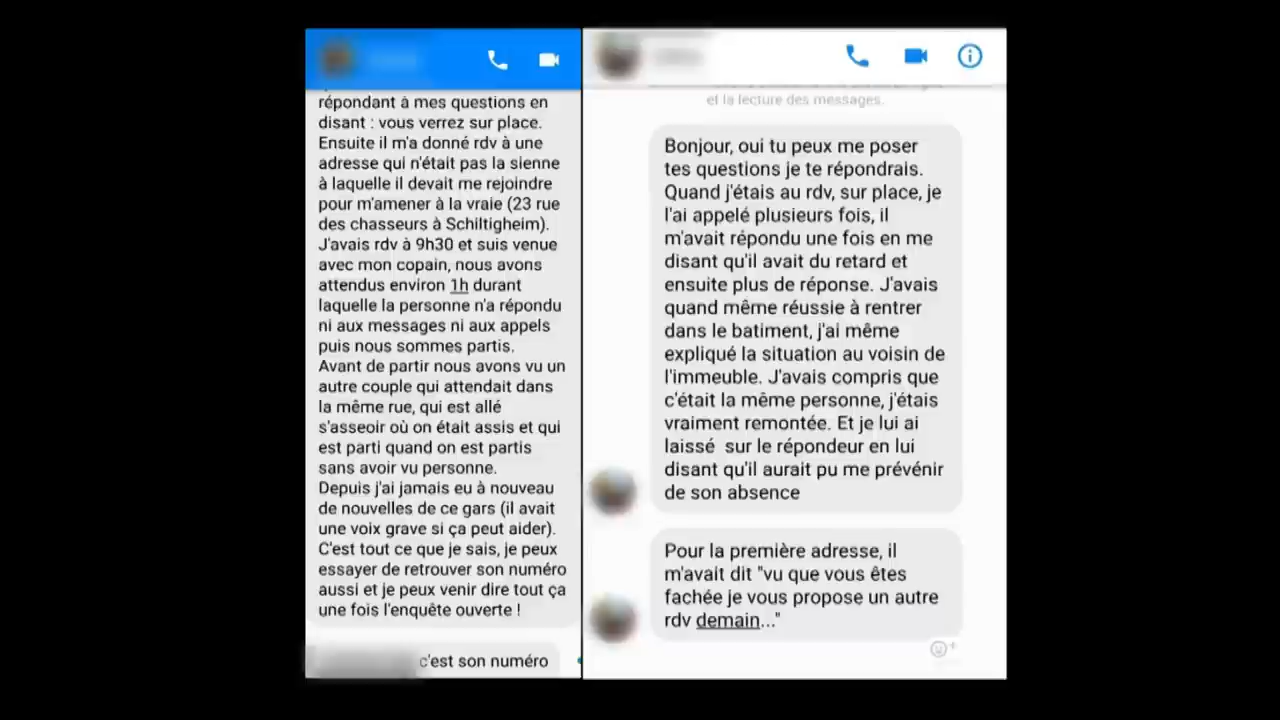 répondant à mes questions en
disant : vous verrez sur place.
Ensuite il m'a donné rdv à une
adresse qui n'était pas la sienne
à laquelle il devait me rejoindre
pour m'amener à la vraie (23 rue
des chasseurs à Schiltigheim).
J'avais rdv à 9h30 et suis venue
avec mon copain, nous avons
attendus environ 1h durant
laquelle la personne n'a répondu
ni aux messages ni aux appels
puis nous sommes partis.
Avant de partir nous avons vu un
autre couple qui attendait dans
la même rue, qui est allé
s'asseoir où on était assis et qui
est parti quand on est partis
sans avoir vu personne.
Depuis j'ai jamais eu à nouveau
de nouvelles de ce gars (il avait
une voix grave si ça peut aider).
C'est tout ce que je sais, je peux
essayer de retrouver son numéro
aussi et je peux venir dire tout ça
une fois l'enquête ouverte !
c'est son numéro
et la lecture des messages.
Bonjour, oui tu peux me poser
tes questions je te répondrais.
Quand j'étais au rdv, sur place, je
l'ai appelé plusieurs fois, il
m'avait répondu une fois en me
disant qu'il avait du retard et
ensuite plus de réponse. J'avais
quand même réussie à rentrer
dans le batiment, j'ai même
expliqué la situation au voisin de
l'immeuble. J'avais compris que
c'était la même personne, j'étais
vraiment remontée. Et je lui ai
laissé  sur le répondeur en lui
disant qu'il aurait pu me prévénir
de son absence
Pour la première adresse, il
m'avait dit "vu que vous êtes
fachée je vous propose un autre
rdv demain..."